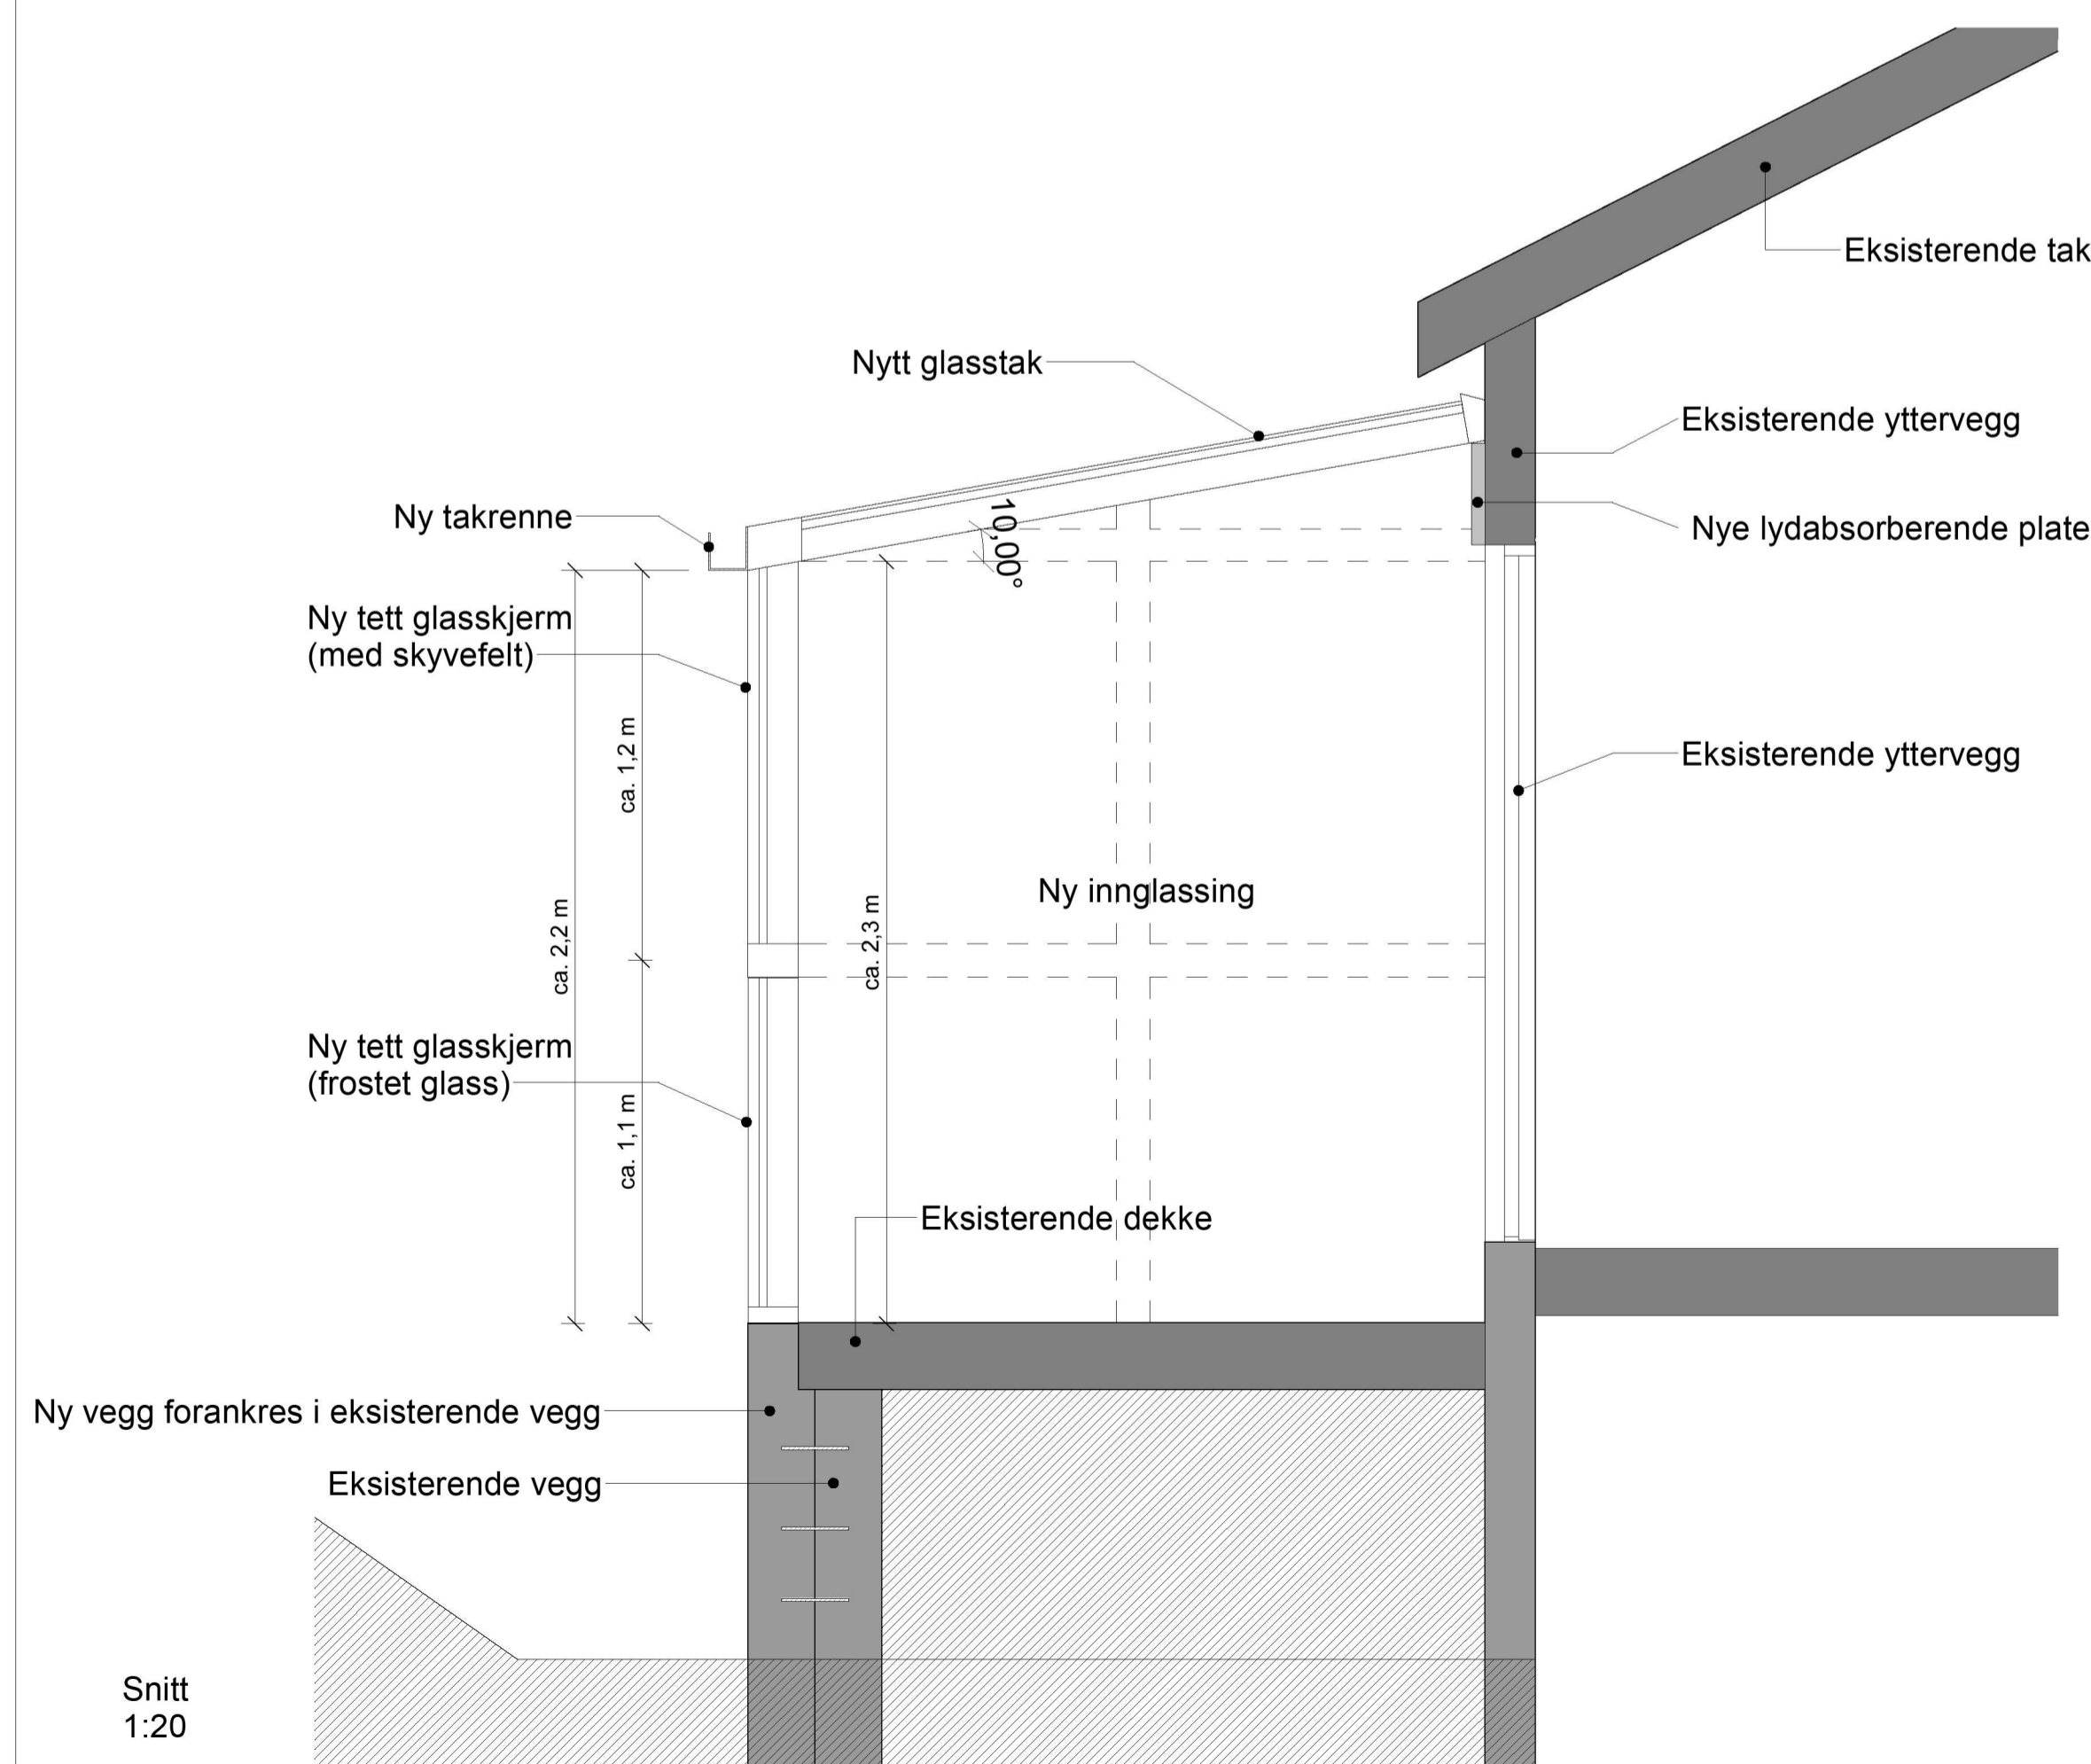 Eksisterende tak
Nytt glasstak
Eksisterende yttervegg
Ny takrenne
10,00°
Nye lydabsorberende plate
Ny tett glasskjerm
(med skyvefelt)
ca. 1,2 m
Eksisterende yttervegg
Ny innglassing
ca. 2,2 m
ca. 2,3 m
Ny tett glasskjerm
(frostet glass)
ca. 1,1 m
Eksisterende dekke
Ny vegg forankres i eksisterende vegg
Eksisterende vegg
Snitt
1:20